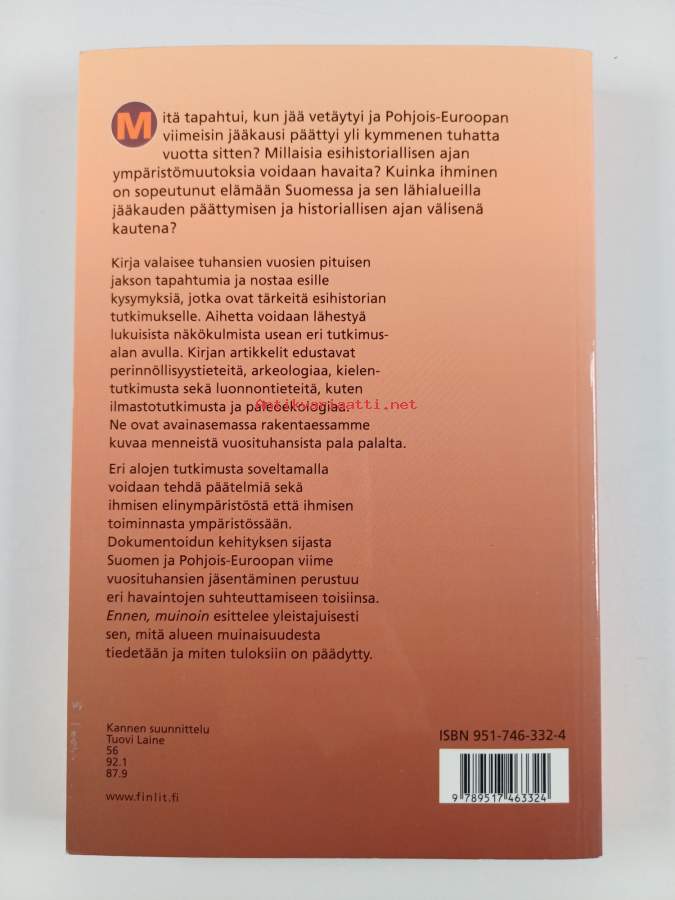 Mitä tapahtui, kun jää vetäytyi ja Pohjois-Euroopan
viimeisin jääkausi päättyi yli kymmenen tuhatta
vuotta sitten? Millaisia esihistoriallisen ajan
ympäristömuutoksia voidaan havaita? Kuinka ihminen
on sopeutunut elämään Suomessa ja sen lähialueilla
jääkauden päättymisen ja historiallisen ajan välisenä
kautena?
Kirja valaisee tuhansien vuosien pituisen
jakson tapahtumia ja nostaa esille
kysymyksiä, jotka ovat tärkeitä esihistorian
tutkimukselle. Aihetta voidaan lähestyä
lukuisista näkökulmista usean eri tutkimus-
alan avulla. Kirjan artikkelit edustavat
perinnöllisyystieteitä, arkeologiaa, kielen-
tutkimusta sekä luonnontieteitä, kuten
ilmastotutkimusta ja paleoekologiaa.
Antikvariaatti.net
Ne ovat avainasemassa rakentaessamme
kuvaa menneistä vuosituhansista pala palalta.
Eri alojen tutkimusta soveltamalla
voidaan tehdä päätelmiä sekä
ihmisen elinympäristöstä että ihmisen
toiminnasta ympäristössään.
Dokumentoidun kehityksen sijasta
Suomen ja Pohjois-Euroopan viime
vuosituhansien jäsentäminen perustuu
eri havaintojen suhteuttamiseen toisiinsa.
Ennen, muinoin esittelee yleistajuisesti
sen, mitä alueen muinaisuudesta
tiedetään ja miten tuloksiin on päädytty.
Kannen suunnittelu
Tuovi Laine
56
92.1
87.9
www.finlit.fi
ISBN 951-746-332-4
9 789517 463324